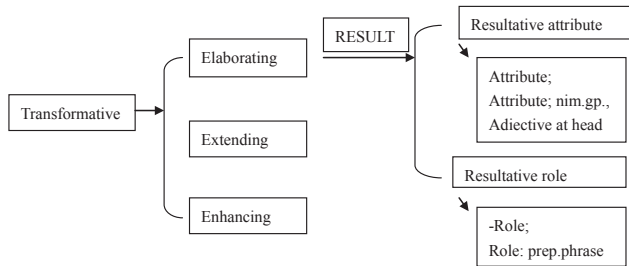 Transformative
Elaborating
Extending
Enhancing
RESULT
Resultative attribute
Attribute;
Attribute; nim.gp.,
Adiective at head
Resultative role
-Role;
Role: prep.phrase